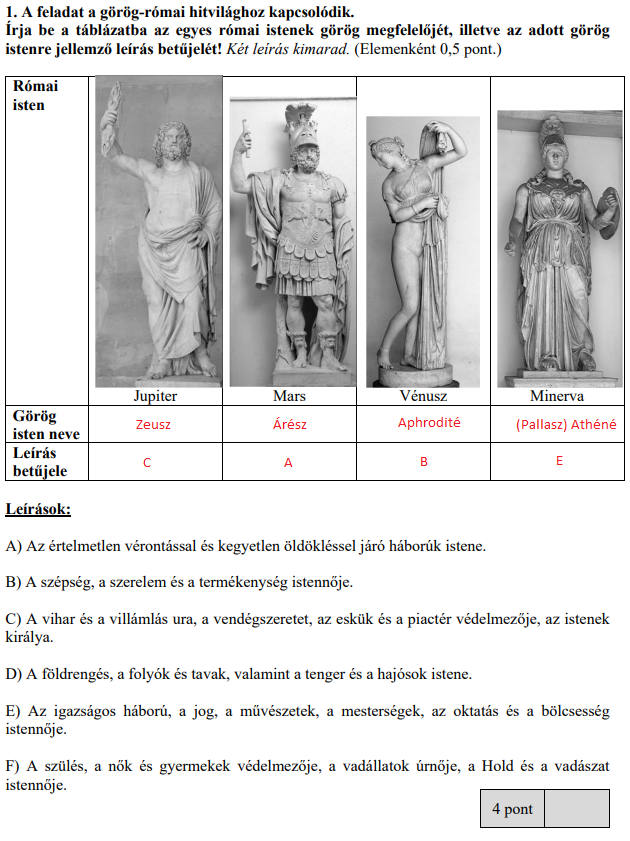 1. A feladat a görög-római hitvilághoz kapcsolódik.
Írja be a táblázatba az egyes római istenek görög megfelelőjét, illetve az adott görög
istenre jellemző leírás betűjelét! Két leírás kimarad. (Elemenként 0,5 pont.)
Római
isten
Jupiter Mars Vénusz Minerva
Görög
isten neve
Zeusz Árész Aphrodité (Pallasz) Athéné
Leírás
betűjele
C A B E
Leírások:
A) Az értelmetlen vérontással és kegyetlen öldökléssel járó háborúk istene.
B) A szépség, a szerelem és a termékenység istennője.
C) A vihar és a villámlás ura, a vendégszeretet, az eskük és a piactér védelmezője, az istenek
királya.
D) A földrengés, a folyók és tavak, valamint a tenger és a hajósok istene.
E) Az igazságos háború, a jog, a művészetek, a mesterségek, az oktatás és a bölcsesség
istennője.
F) A szülés, a nők és gyermekek védelmezője, a vadállatok úrnője, a Hold és a vadászat
istennője.
4 pont